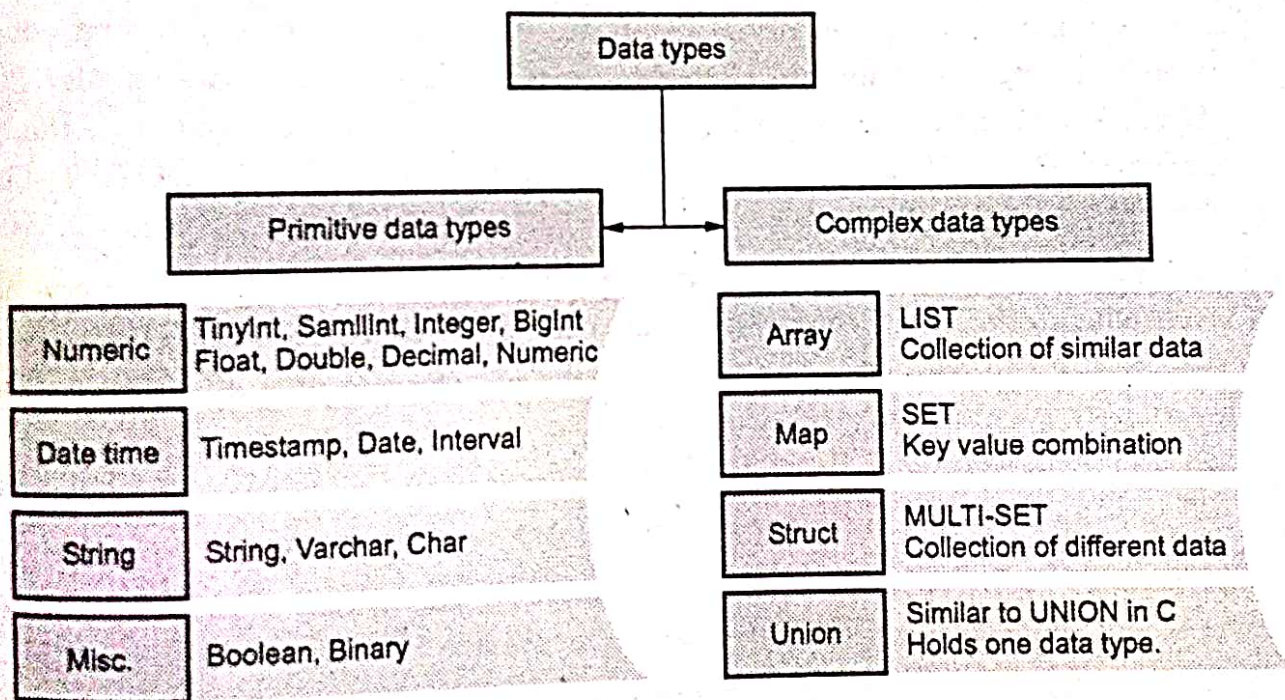 Data types
Primitive data types
Complex data types
Numeric
TinyInt, SamllInt, Integer, BigInt
Float, Double, Decimal, Numeric
Date time
Timestamp, Date, Interval
String
String, Varchar, Char
Misc.
Boolean, Binary
Array
LIST
Collection of similar data
Map
SET
Key value combination
Struct
MULTI-SET
Collection of different data
Union
Similar to UNION in C
Holds one data type.